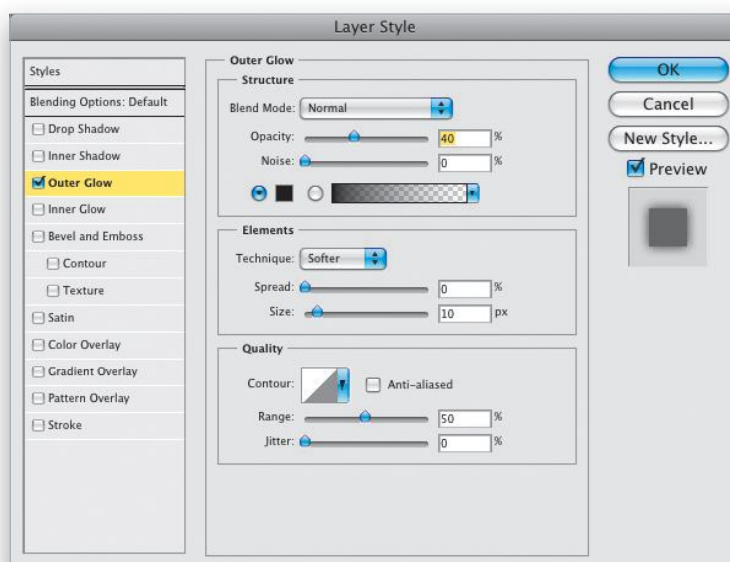 Layer Style
Styles
Blending Options: Default
Drop Shadow
Inner Shadow
Outer Glow
Inner Glow
Bevel and Emboss
Contour
Texture
Satin
Color Overlay
Gradient Overlay
Pattern Overlay
Stroke
Outer Glow
Structure
Blend Mode: Normal
Opacity: 40 %
Noise: 0 %
Elements
Technique: Softer
Spread: 0 %
Size: 10 px
Quality
Contour: Anti-aliased
Range: 50 %
Jitter: 0 %
OK
Cancel
New Style...
Preview